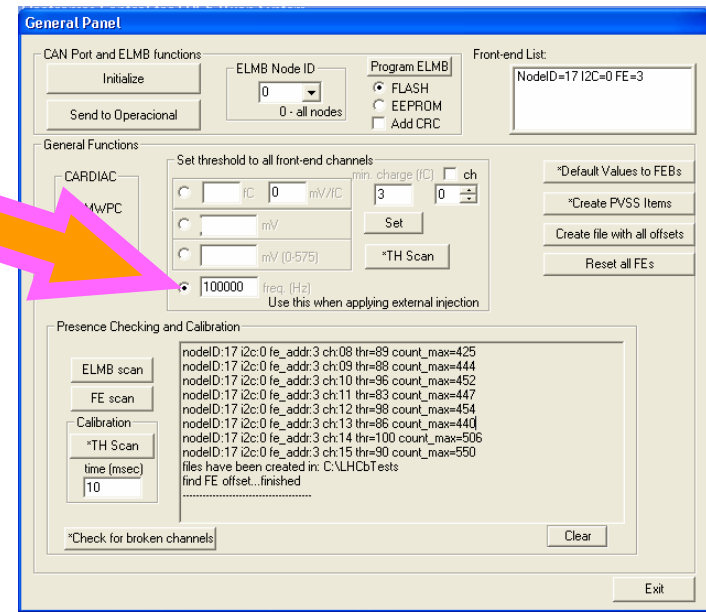 General Panel
CAN Port and ELMB functions
Initialize
Send to Operacional
ELMB Node ID
0
0 - all nodes
Program ELMB
FLASH
EEPROM
Add CRC
Front-end List:
NodeID=17 I2C=0 FE=3
General Functions
CARDIAC
MWPC
Set threshold to all front-end channels
fC 0 mV/fC
mV
mV (0-575)
100000 freq. (Hz)
Use this when applying external injection
min. charge (fC) ch
3 0
Set
*TH Scan
*Default Values to FEBs
*Create PVSS Items
Create file with all offsets
Reset all FEs
Presence Checking and Calibration
ELMB scan
FE scan
Calibration
*TH Scan
time (msec)
10
nodeID:17 i2c:0 fe_addr:3 ch:08 thr=89 count_max=425
nodeID:17 i2c:0 fe_addr:3 ch:09 thr=88 count_max=444
nodeID:17 i2c:0 fe_addr:3 ch:10 thr=96 count_max=452
nodeID:17 i2c:0 fe_addr:3 ch:11 thr=83 count_max=447
nodeID:17 i2c:0 fe_addr:3 ch:12 thr=98 count_max=454
nodeID:17 i2c:0 fe_addr:3 ch:13 thr=86 count_max=440
nodeID:17 i2c:0 fe_addr:3 ch:14 thr=100 count_max=506
nodeID:17 i2c:0 fe_addr:3 ch:15 thr=90 count_max=550
files have been created in: C:\LHCbTests
find FE offset...finished
------------------------------------
*Check for broken channels
Clear
Exit